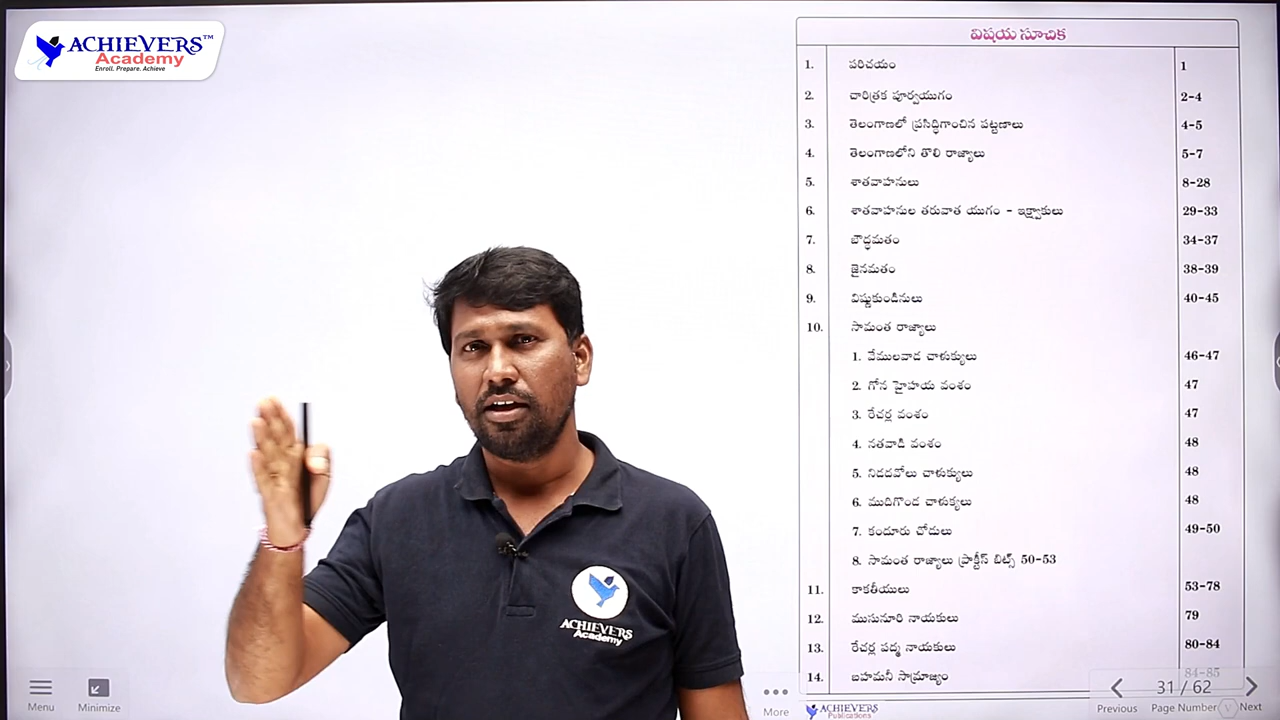 ACHIEVERS™
Academy
Enroll. Prepare. Achieve
విషయ సూచిక
1. పరిచయం 1
2. చారిత్రక పూర్వయుగం 2-4
3. తెలంగాణలో ప్రసిద్ధిగాంచిన పట్టణాలు 4-5
4. తెలంగాణలోని తొలి రాజ్యాలు 5-7
5. శాతవాహనులు 8-28
6. శాతవాహనుల తరువాత యుగం - ఇక్ష్వాకులు 29-33
7. బౌద్ధమతం 34-37
8. జైనమతం 38-39
9. విష్ణుకుండినులు 40-45
10. సామంత రాజ్యాలు
1. వేములవాడ చాళుక్యులు 46-47
2. గోన హైహయ వంశం 47
3. రేచర్ల వంశం 47
4. నతవాడి వంశం 48
5. నిడదవోలు చాళుక్యులు 48
6. ముదిగొండ చాళుక్యలు 48
7. కందూరు చోడులు 49-50
8. సామంత రాజ్యాలు ప్రాక్టీస్ బిట్స్ 50-53
11. కాకతీయులు 53-78
12. ముసునూరి నాయకులు 79
13. రేచర్ల పద్మ నాయకులు 80-84
14. బహమనీ సామ్రాజ్యం 84-85
ACHIEVERS
Academy
Menu
Minimize
More
ACHIEVERS
Publications
31 / 62
Previous
Page Number
V
Next